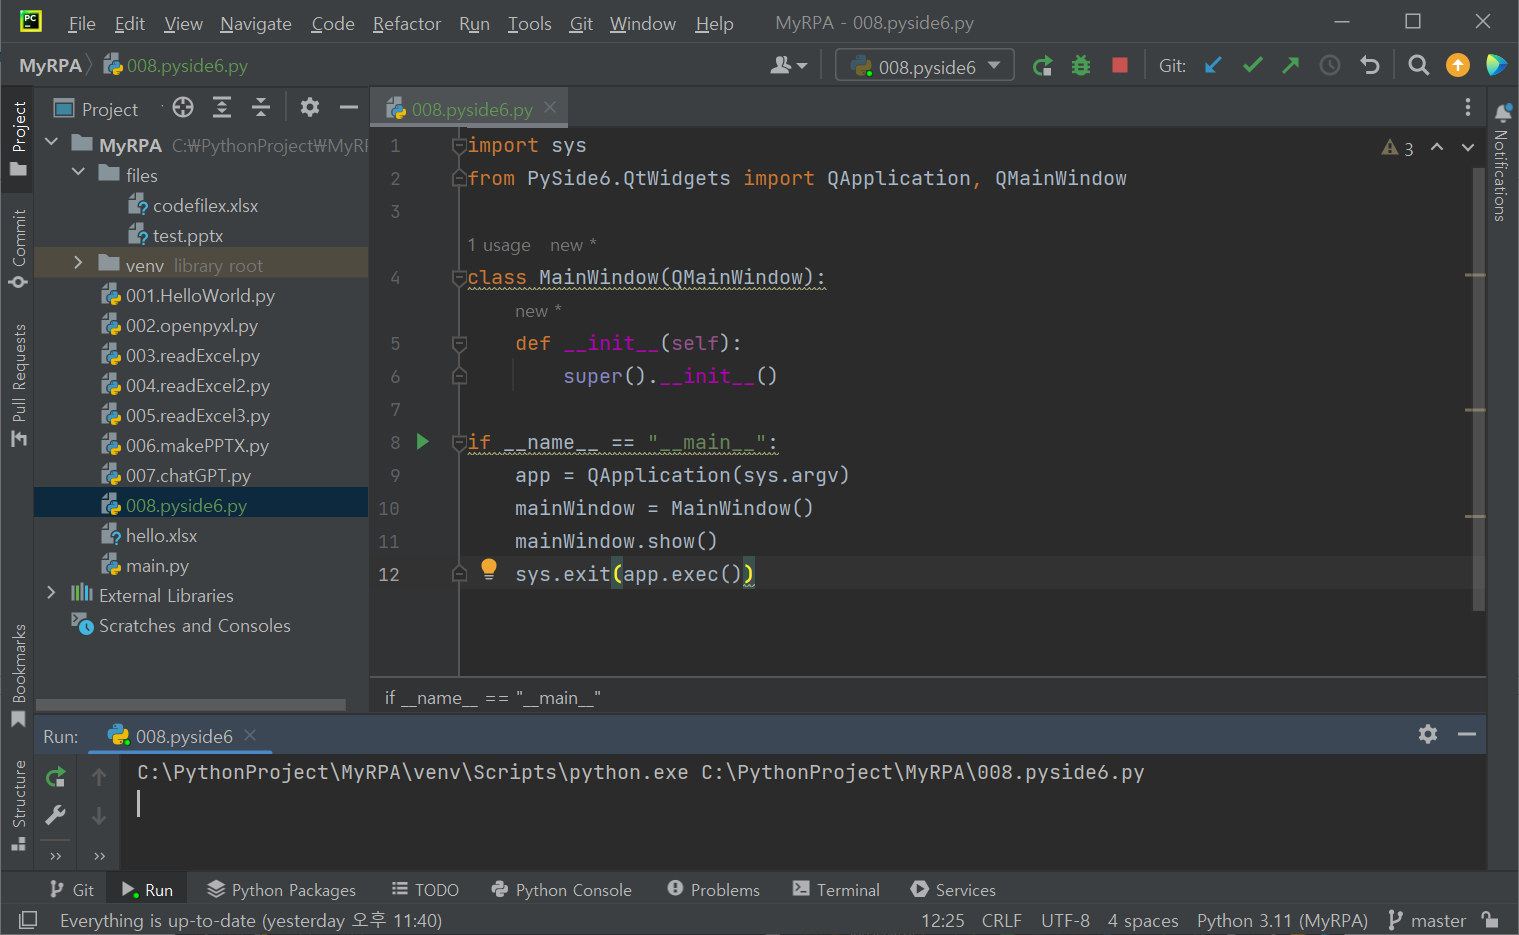 PC
File Edit View Navigate Code Refactor Run Tools Git Window Help MyRPA - 008.pyside6.py
MyRPA 008.pyside6.py
008.pyside6
Git:
Project
Commit
Pull Requests
Bookmarks
Structure
Project
MyRPA C:₩PythonProject₩MyRF
files
codefilex.xlsx
test.pptx
venv library root
001.HelloWorld.py
002.openpyxl.py
003.readExcel.py
004.readExcel2.py
005.readExcel3.py
006.makePPTX.py
007.chatGPT.py
008.pyside6.py
hello.xlsx
main.py
External Libraries
Scratches and Consoles
008.pyside6.py
3
Notifications
1 import sys
2 from PySide6.QtWidgets import QApplication, QMainWindow
3
1 usage new *
4 class MainWindow(QMainWindow):
new *
5 def __init__(self):
6 super().__init__()
7
8 if __name__ == "__main__":
9 app = QApplication(sys.argv)
10 mainWindow = MainWindow()
11 mainWindow.show()
12 sys.exit(app.exec())
if __name__ == "__main__"
Run: 008.pyside6
C:\PythonProject\MyRPA\venv\Scripts\python.exe C:\PythonProject\MyRPA\008.pyside6.py
Git Run Python Packages TODO Python Console Problems Terminal Services
Everything is up-to-date (yesterday 오후 11:40) 12:25 CRLF UTF-8 4 spaces Python 3.11 (MyRPA) master